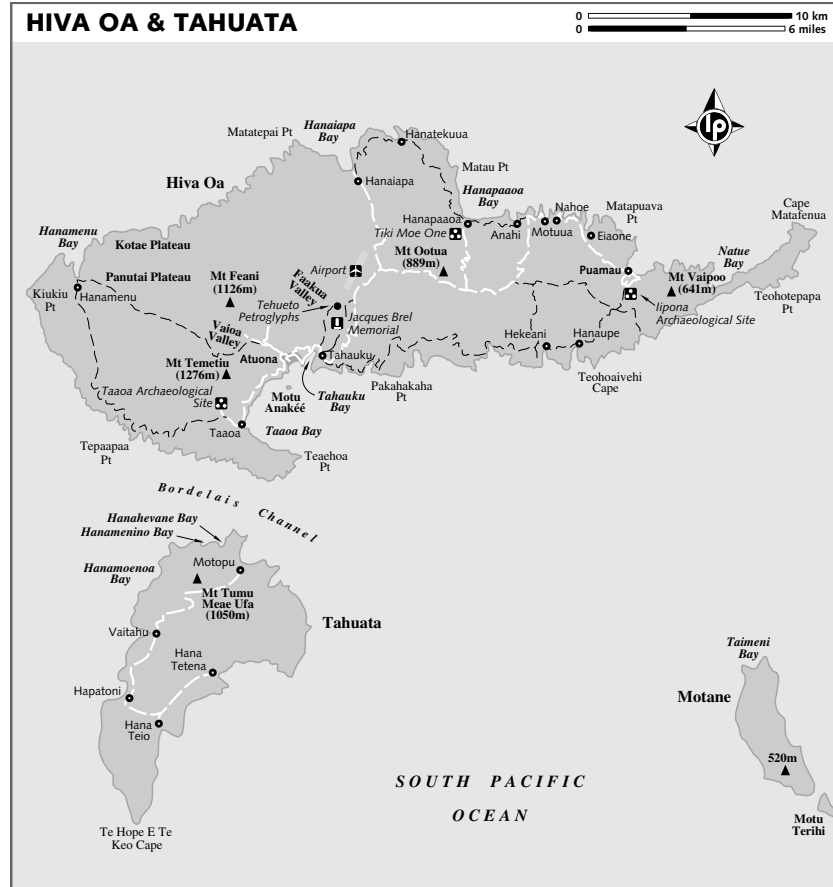 HIVA OA & TAHUATA
0 10 km
0 6 miles
lp
Hanaiapa
Bay
Hanatekuua
Matatepai Pt
Matau Pt
Hiva Oa
Hanaiapa
Hanapaaoa
Bay
Nahoe
Matapuava
Pt
Cape
Matafenua
Hanapaaoa
Tiki Moe One
Anahi
Motuua
Eiaone
Hanamenu
Bay
Kotae Plateau
Natue
Bay
Mt Ootua
(889m)
Airport
Faakua
Valley
Panutai Plateau
Mt Feani
(1126m)
Puamau
Mt Vaipoo
(641m)
Kiukiu
Pt
Hanamenu
Tehueto
Petroglyphs
Teohotepapa
Pt
Iipona
Archaeological Site
Jacques Brel
Memorial
Vaioa
Valley
Hekeani
Hanaupe
Mt Temetiu
(1276m)
Atuona
Tahauku
Teohoaivehi
Cape
Pakahakaha
Pt
Taaoa Archaeological
Site
Motu
Anakéé
Tahauku
Bay
Taaoa
Taaoa Bay
Tepaapaa
Pt
Teaehoa
Pt
Bordelais Channel
Hanahevane Bay
Hanamenino Bay
Hanamoenoa
Bay
Motopu
Mt Tumu
Meae Ufa
(1050m)
Tahuata
Vaitahu
Hana
Tetena
Taimeni
Bay
Hapatoni
Motane
Hana
Teio
520m
SOUTH PACIFIC
OCEAN
Te Hope E Te
Keo Cape
Motu
Terihi